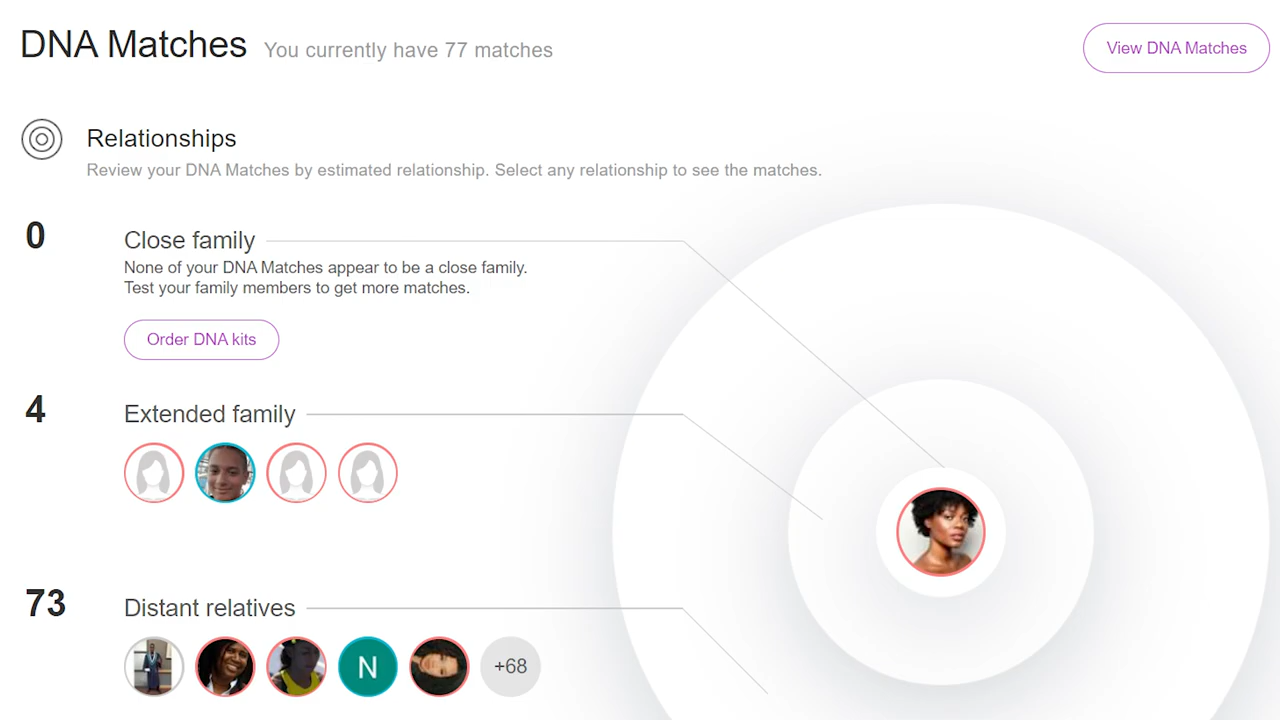 DNA Matches You currently have 77 matches
View DNA Matches
Relationships
Review your DNA Matches by estimated relationship. Select any relationship to see the matches.
0
Close family
None of your DNA Matches appear to be a close family.
Test your family members to get more matches.
Order DNA kits
4
Extended family
73
Distant relatives
N
+68